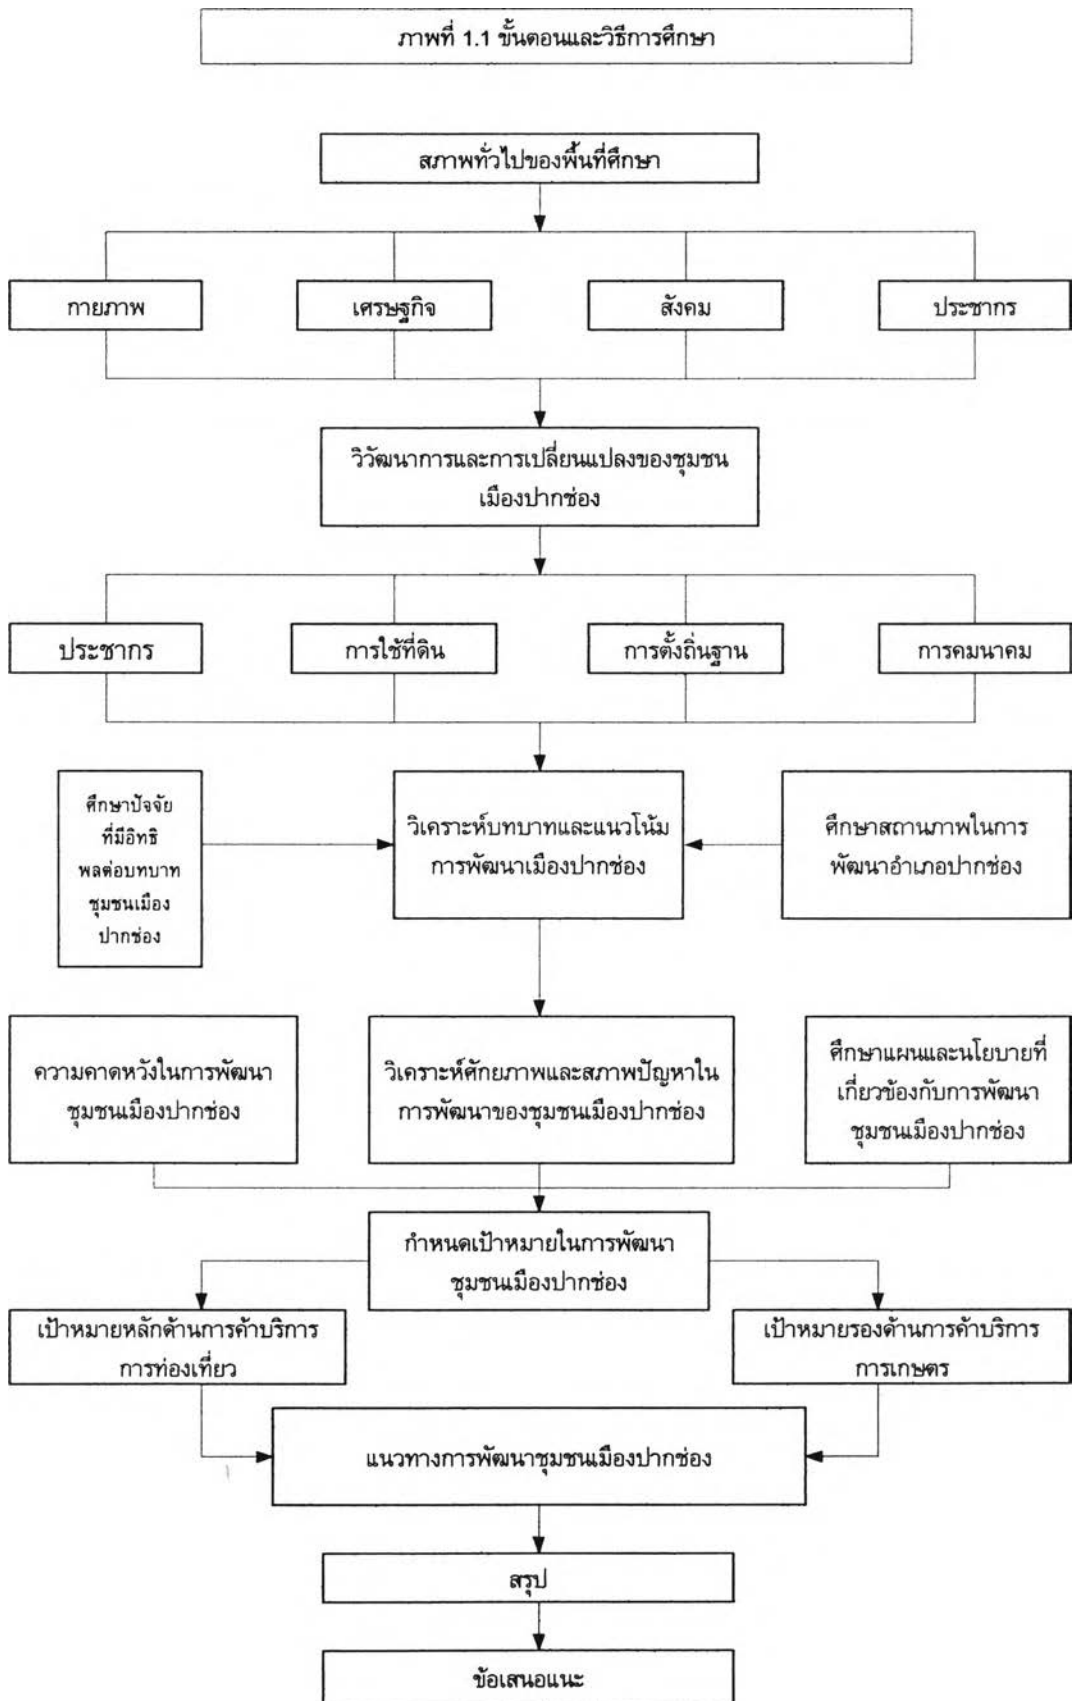 ภาพที่ 1.1 ขั้นตอนและวิธีการศึกษา
สภาพทั่วไปของพื้นที่ศึกษา
กายภาพ
เศรษฐกิจ
สังคม
ประชากร
วิวัฒนาการและการเปลี่ยนแปลงของชุมชน
เมืองปากช่อง
ประชากร
การใช้ที่ดิน
การตั้งถิ่นฐาน
การคมนาคม
ศึกษาปัจจัย
ที่มีอิทธิ
พลต่อบทบาท
ชุมชนเมือง
ปากช่อง
วิเคราะห์บทบาทและแนวโน้ม
การพัฒนาเมืองปากช่อง
ศึกษาสถานภาพในการ
พัฒนาอำเภอปากช่อง
ความคาดหวังในการพัฒนา
ชุมชนเมืองปากช่อง
วิเคราะห์ศักยภาพและสภาพปัญหาใน
การพัฒนาของชุมชนเมืองปากช่อง
ศึกษาแผนและนโยบายที่
เกี่ยวข้องกับการพัฒนา
ชุมชนเมืองปากช่อง
กำหนดเป้าหมายในการพัฒนา
ชุมชนเมืองปากช่อง
เป้าหมายหลักด้านการค้าบริการ
การท่องเที่ยว
เป้าหมายรองด้านการค้าบริการ
การเกษตร
แนวทางการพัฒนาชุมชนเมืองปากช่อง
สรุป
ข้อเสนอแนะ